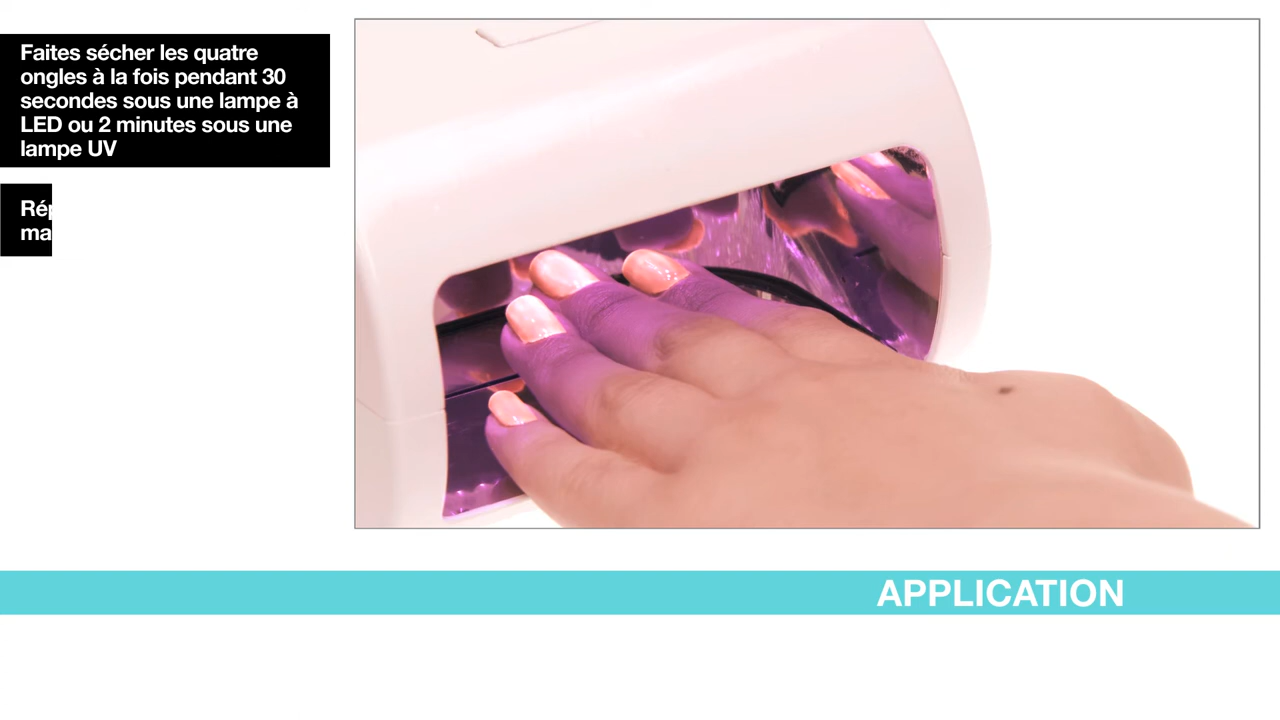 Faites sécher les quatre
ongles à la fois pendant 30
secondes sous une lampe à
LED ou 2 minutes sous une
lampe UV
APPLICATION